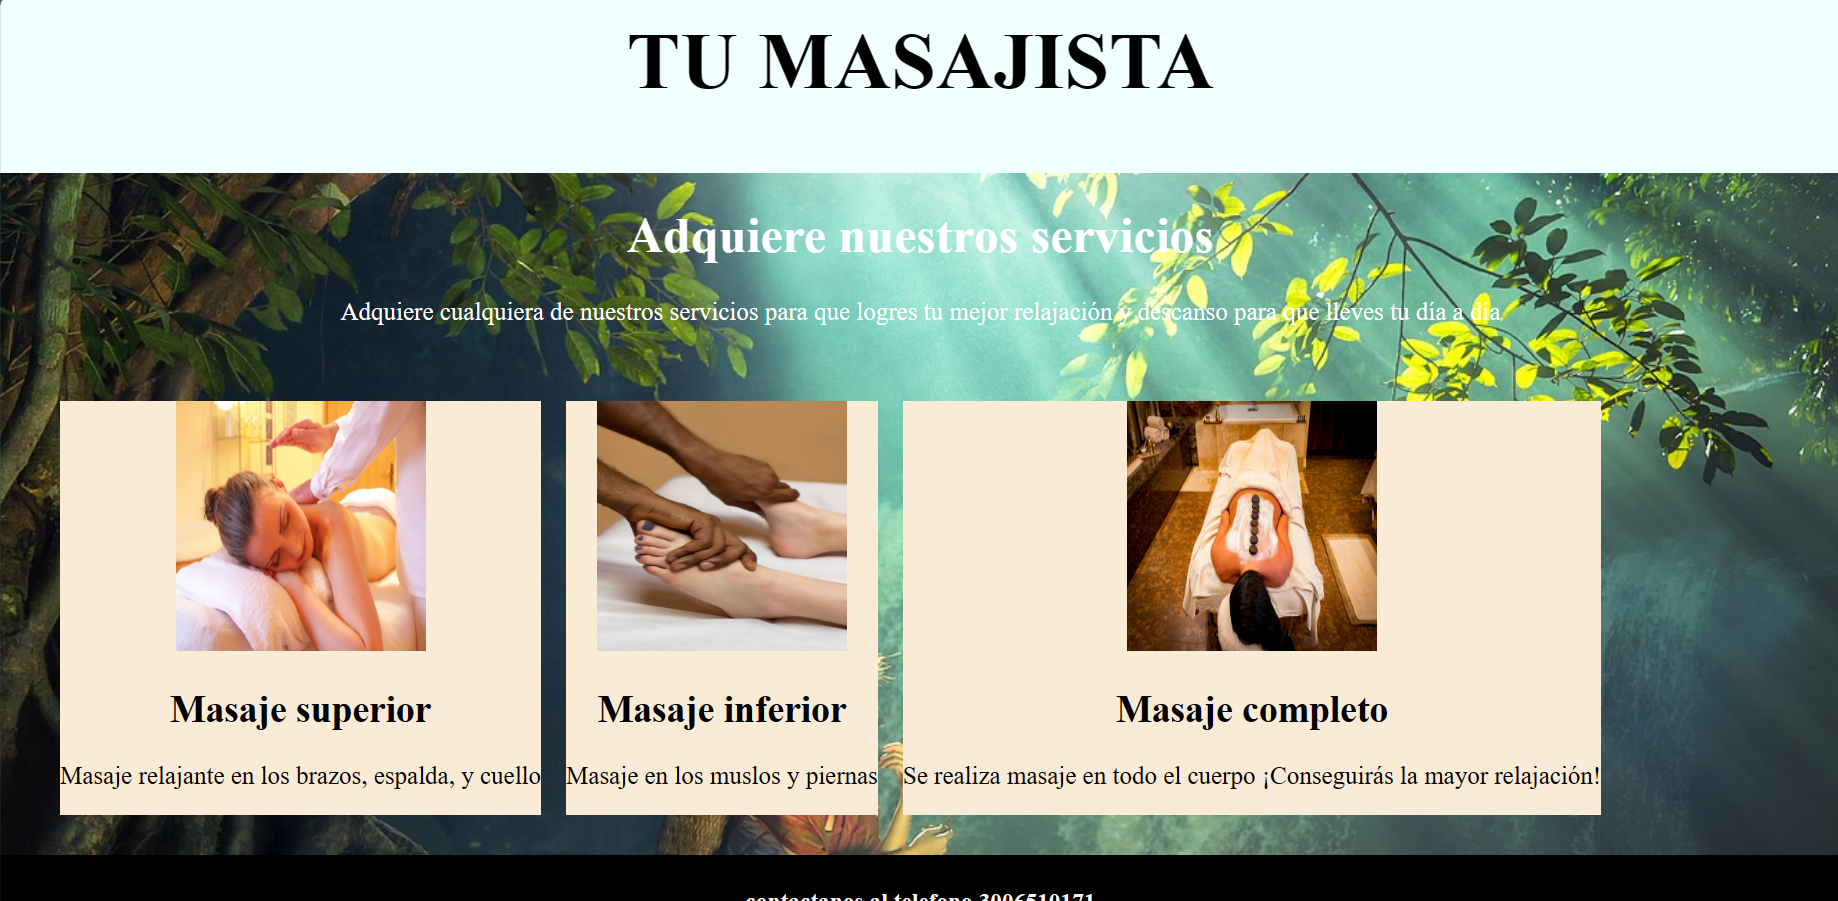 TU MASAJISTA
Adquiere nuestros servicios
Adquiere cualquiera de nuestros servicios para que logres tu mejor relajación y descanso para que lleves tu día a día
Masaje superior
Masaje relajante en los brazos, espalda, y cuello
Masaje inferior
Masaje en los muslos y piernas
Masaje completo
Se realiza masaje en todo el cuerpo ¡Conseguirás la mayor relajación!
contactanos al telefono 3006510171